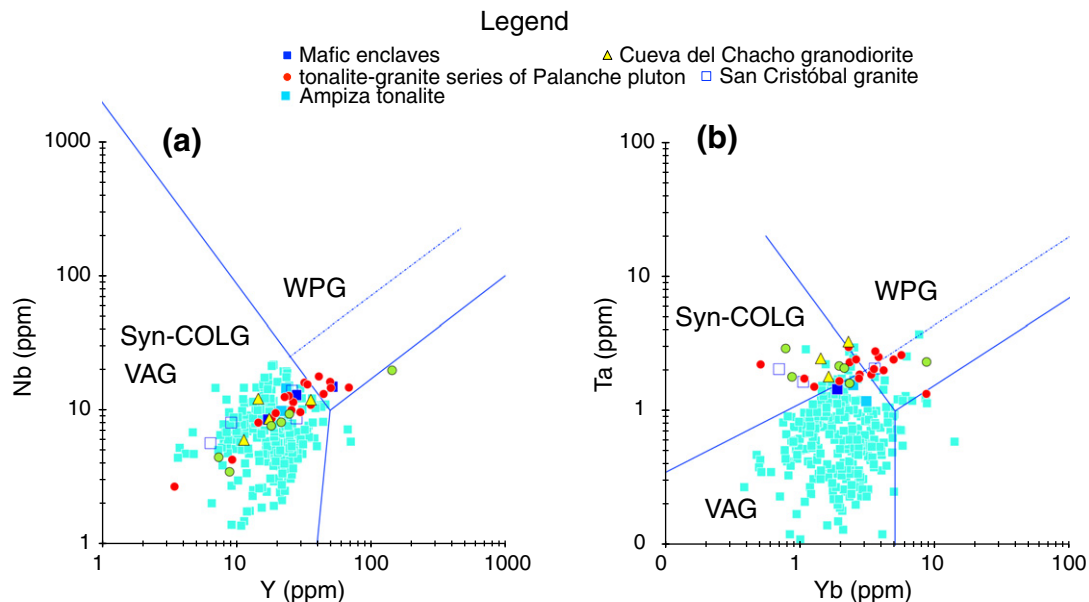 Legend
Mafic enclaves
Cueva del Chacho granodiorite
tonalite-granite series of Palanche pluton
San Cristóbal granite
Ampiza tonalite
(a)
1000
100
10
1
Nb (ppm)
WPG
Syn-COLG
VAG
1 10 100 1000
Y (ppm)
(b)
100
10
1
0
Ta (ppm)
Syn-COLG
WPG
VAG
0 1 10 100
Yb (ppm)